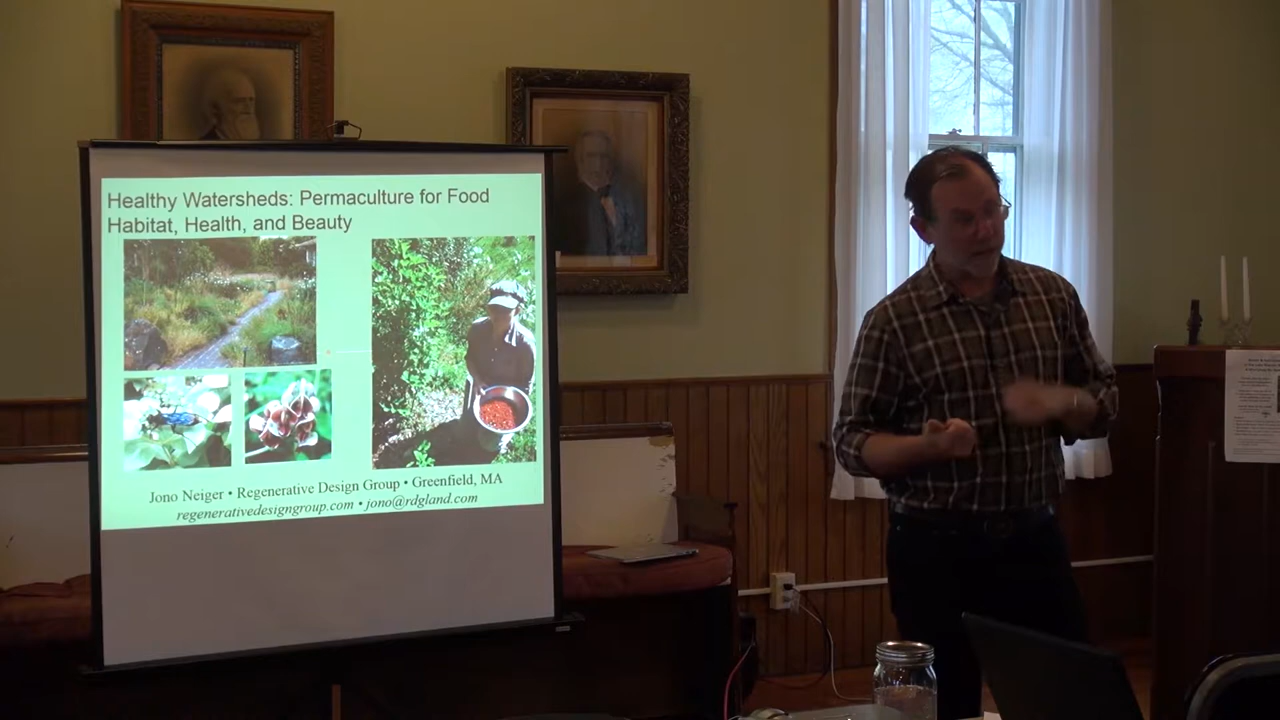 Healthy Watersheds: Permaculture for Food
Habitat, Health, and Beauty
Jono Neiger • Regenerative Design Group • Greenfield, MA
regenerativedesigngroup.com • jono@rdgland.com